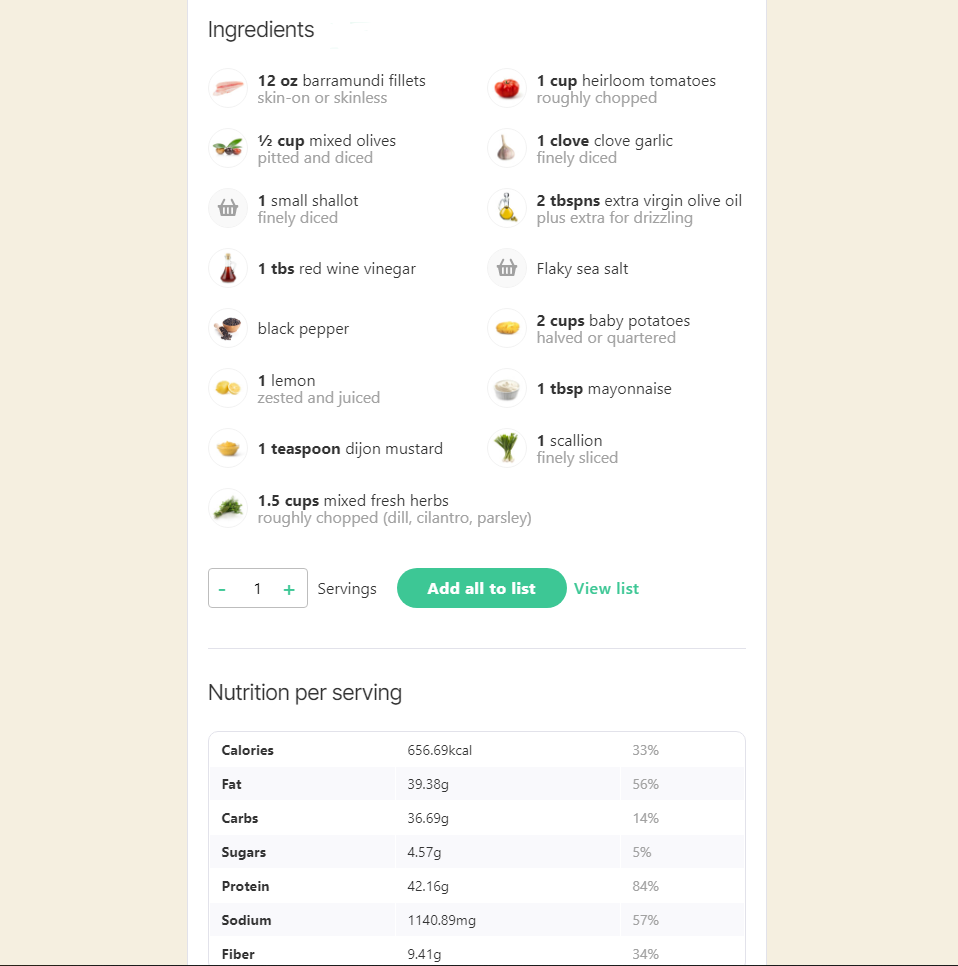 Ingredients
12 oz barramundi fillets
skin-on or skinless
1 cup heirloom tomatoes
roughly chopped
½ cup mixed olives
pitted and diced
1 clove clove garlic
finely diced
1 small shallot
finely diced
2 tbspns extra virgin olive oil
plus extra for drizzling
1 tbs red wine vinegar
Flaky sea salt
black pepper
2 cups baby potatoes
halved or quartered
1 lemon
zested and juiced
1 tbsp mayonnaise
1 teaspoon dijon mustard
1 scallion
finely sliced
1.5 cups mixed fresh herbs
roughly chopped (dill, cilantro, parsley)
- 1 + Servings Add all to list View list
Nutrition per serving
Calories 656.69kcal 33%
Fat 39.38g 56%
Carbs 36.69g 14%
Sugars 4.57g 5%
Protein 42.16g 84%
Sodium 1140.89mg 57%
Fiber 9.41g 34%